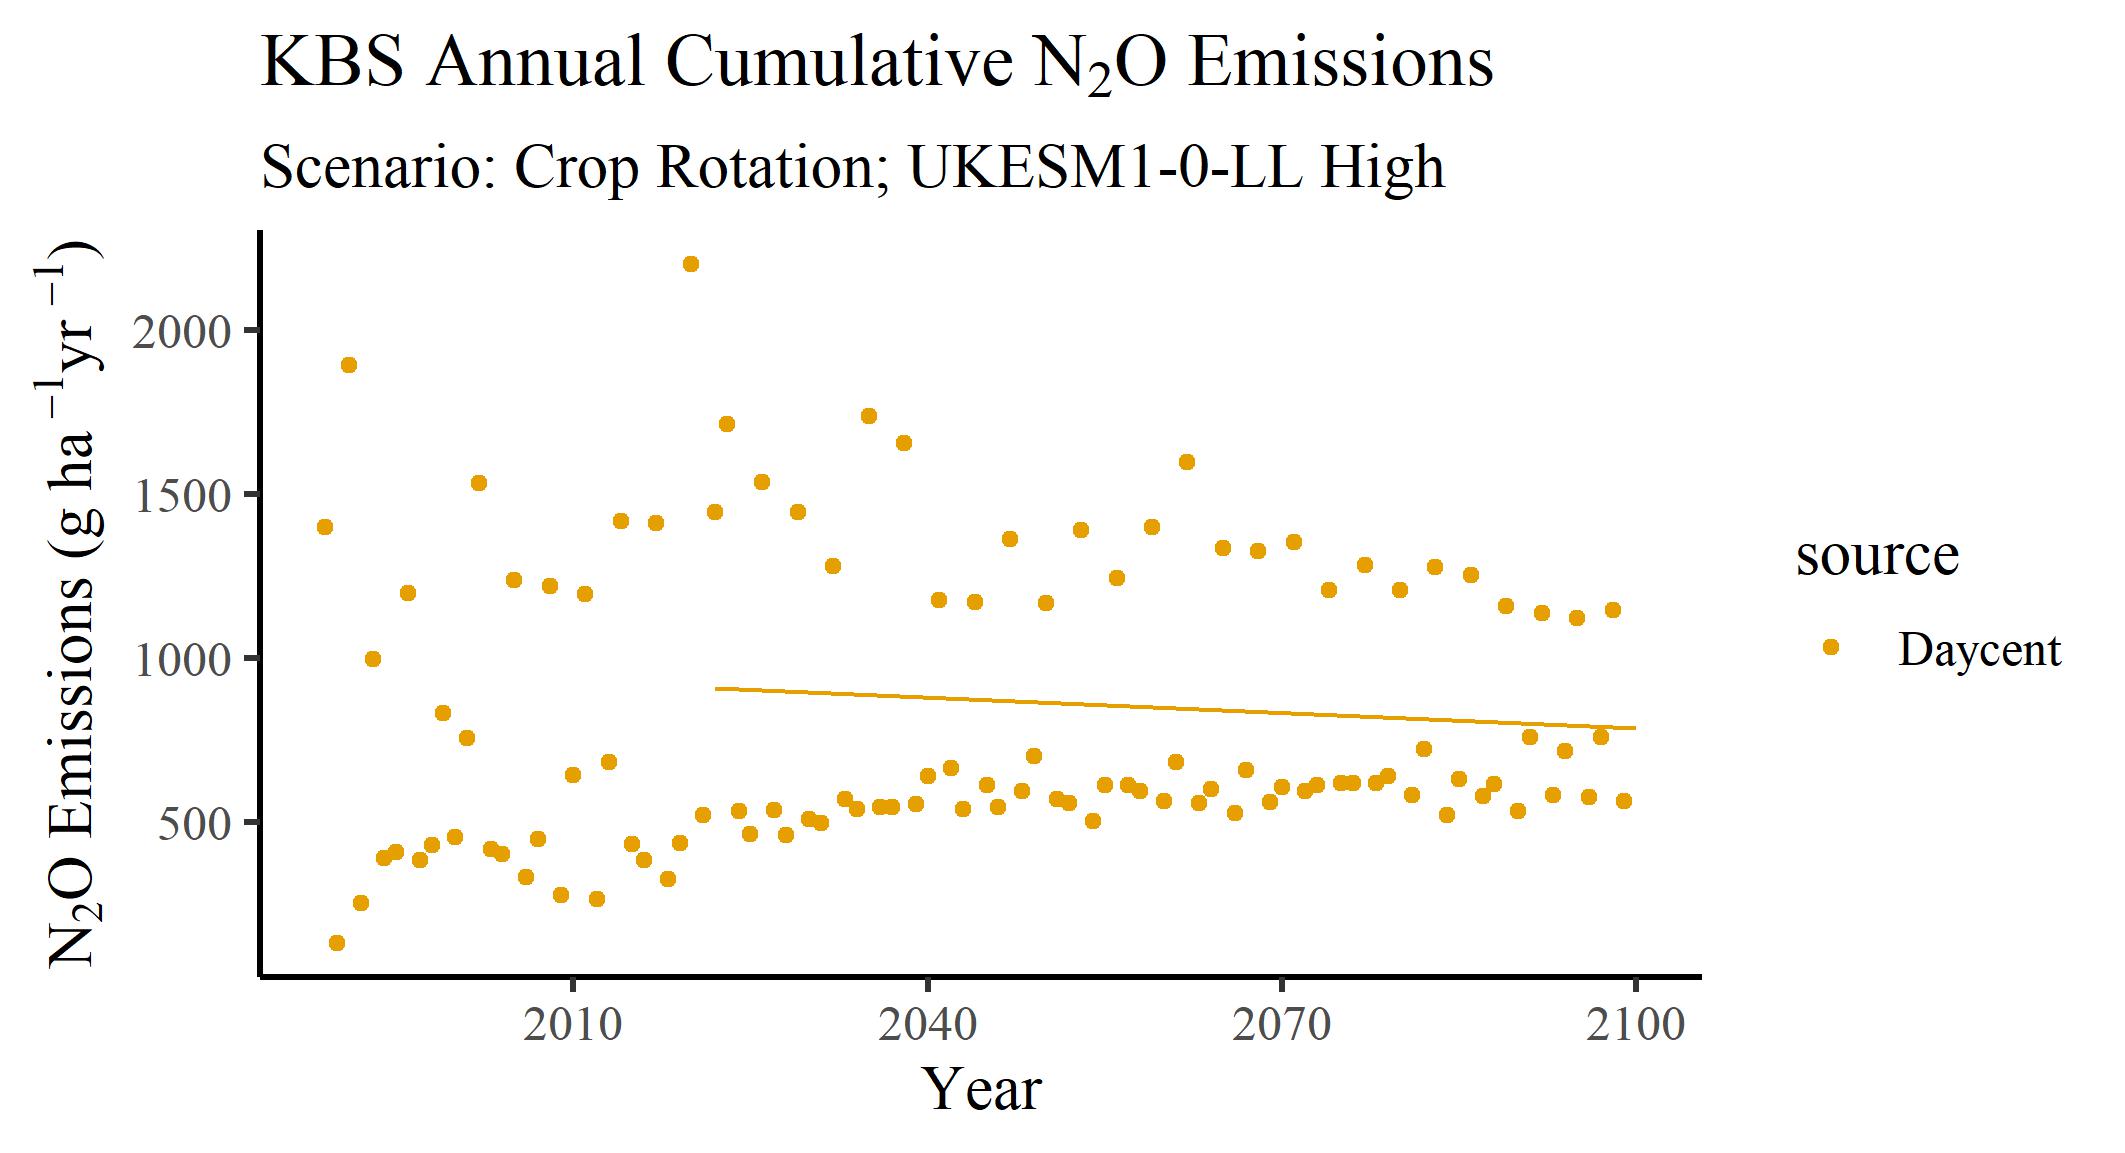 KBS Annual Cumulative N₂O Emissions
Scenario: Crop Rotation; UKESM1-0-LL High
N₂O Emissions (g ha⁻¹yr⁻¹)
2000
1500
1000
500
2010 2040 2070 2100
Year
source
Daycent